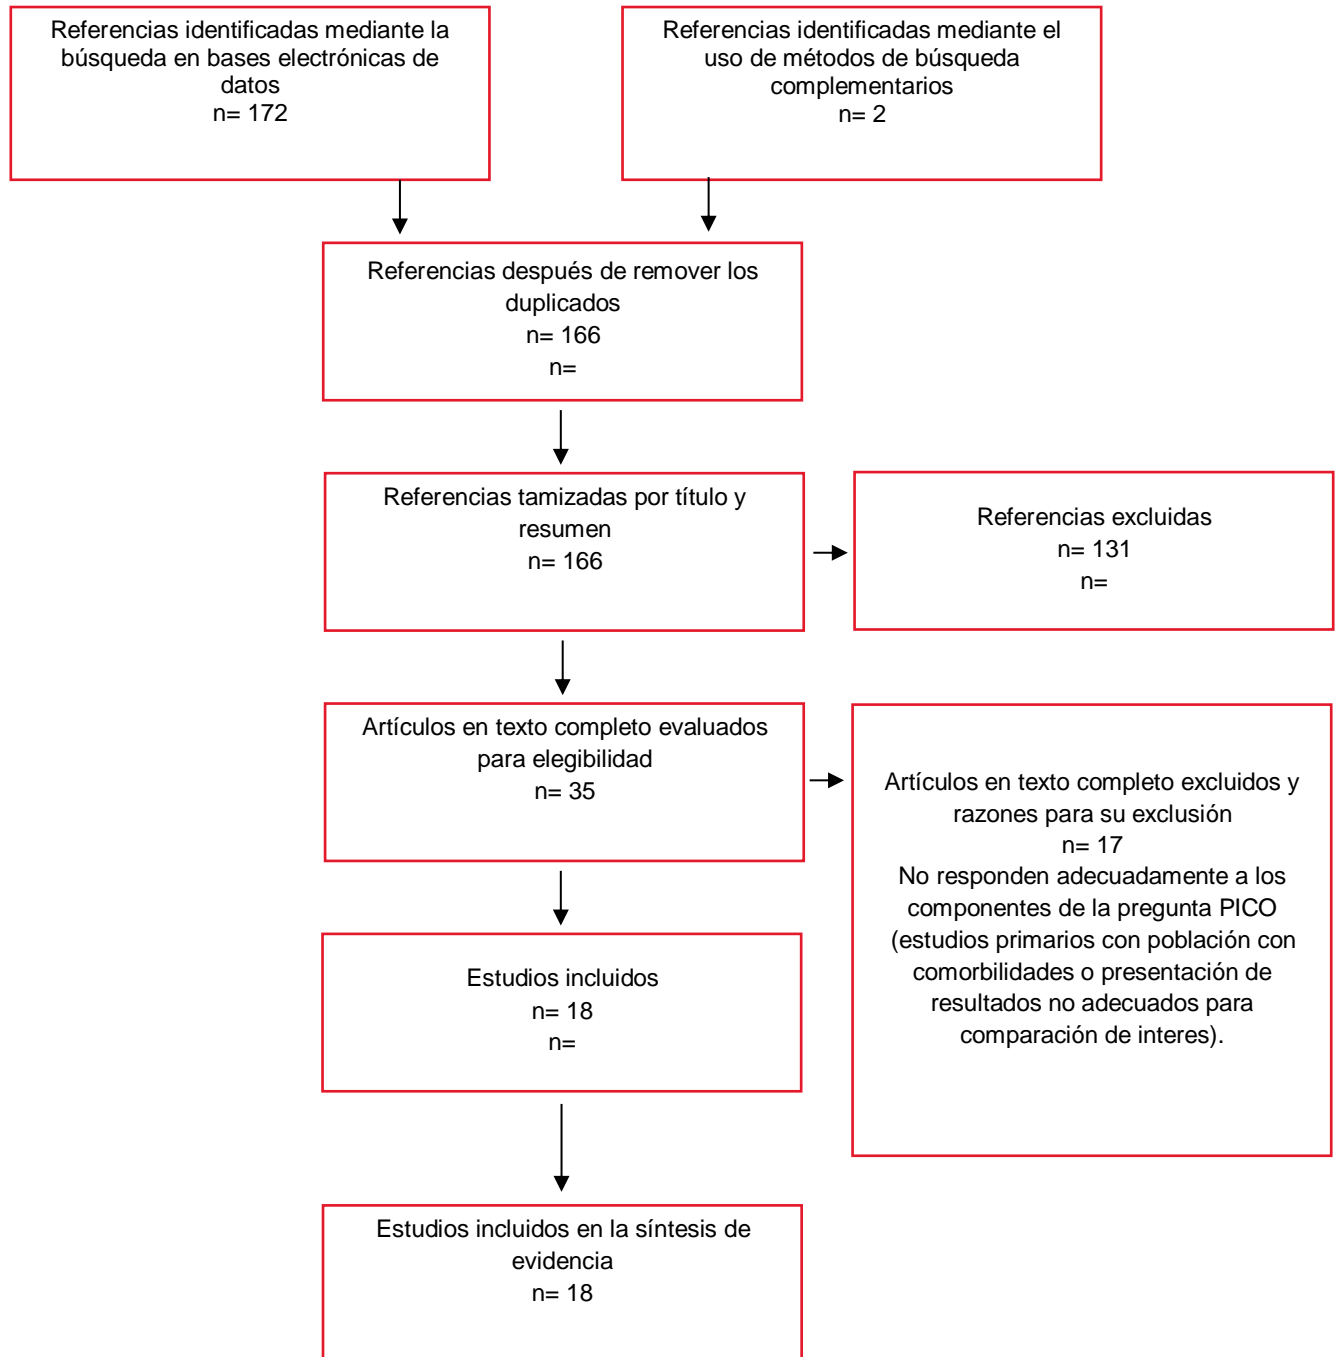 Referencias identificadas mediante la
búsqueda en bases electrónicas de
datos
n= 172
Referencias identificadas mediante el
uso de métodos de búsqueda
complementarios
n= 2
Referencias después de remover los
duplicados
n= 166
n=
Referencias tamizadas por título y
resumen
n= 166
Referencias excluidas
n= 131
n=
Artículos en texto completo evaluados
para elegibilidad
n= 35
Artículos en texto completo excluidos y
razones para su exclusión
n= 17
No responden adecuadamente a los
componentes de la pregunta PICO
(estudios primarios con población con
comorbilidades o presentación de
resultados no adecuados para
comparación de interes).
Estudios incluidos
n= 18
n=
Estudios incluidos en la síntesis de
evidencia
n= 18